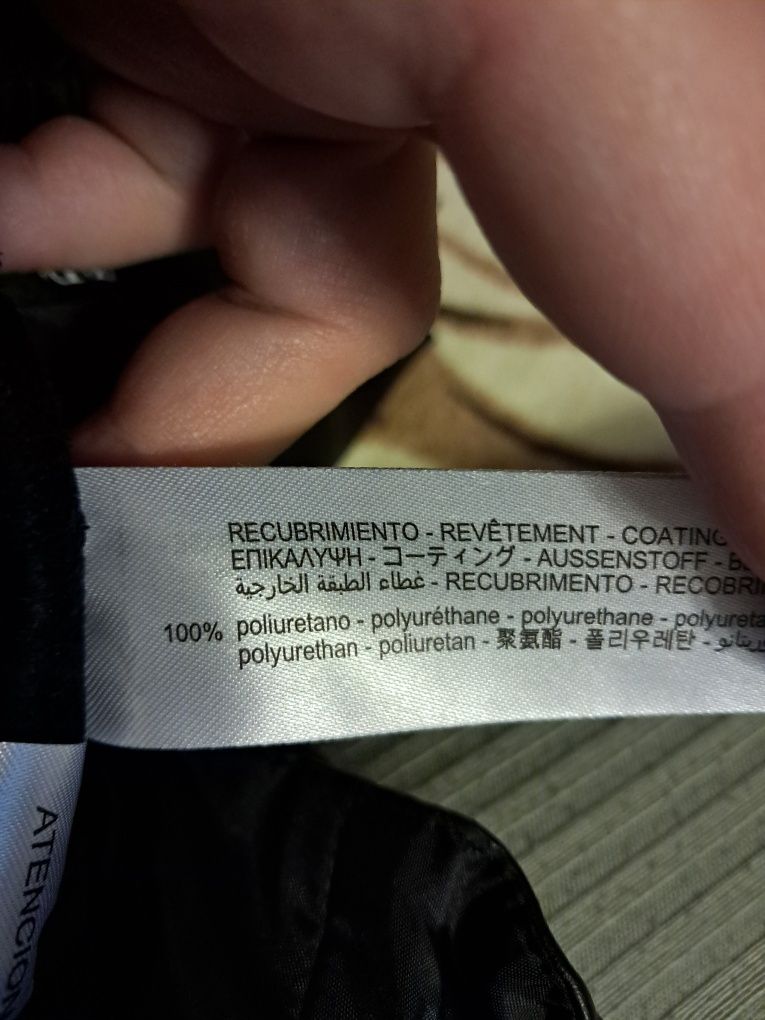 RECUBRIMIENTO - REVÊTEMENT - COATING
ΕΠΙΚΑΛΥΨΗ - コーティング - AUSSENSTOFF -
غطاء الطبقة الخارجية - RECUBRIMENTO -
100% poliuretano - polyuréthane - polyurethane -
polyurethan - poliuretan - 聚氨酯 - 폴리우레탄 -
ATENCION